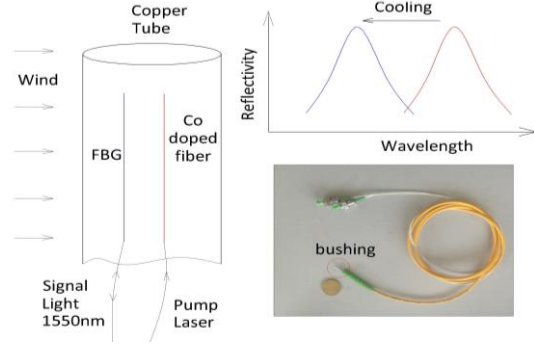 Copper
Tube
Wind
FBG
Co
doped
fiber
Signal
Light
1550nm
Pump
Laser
Cooling
Reflectivity
Wavelength
bushing